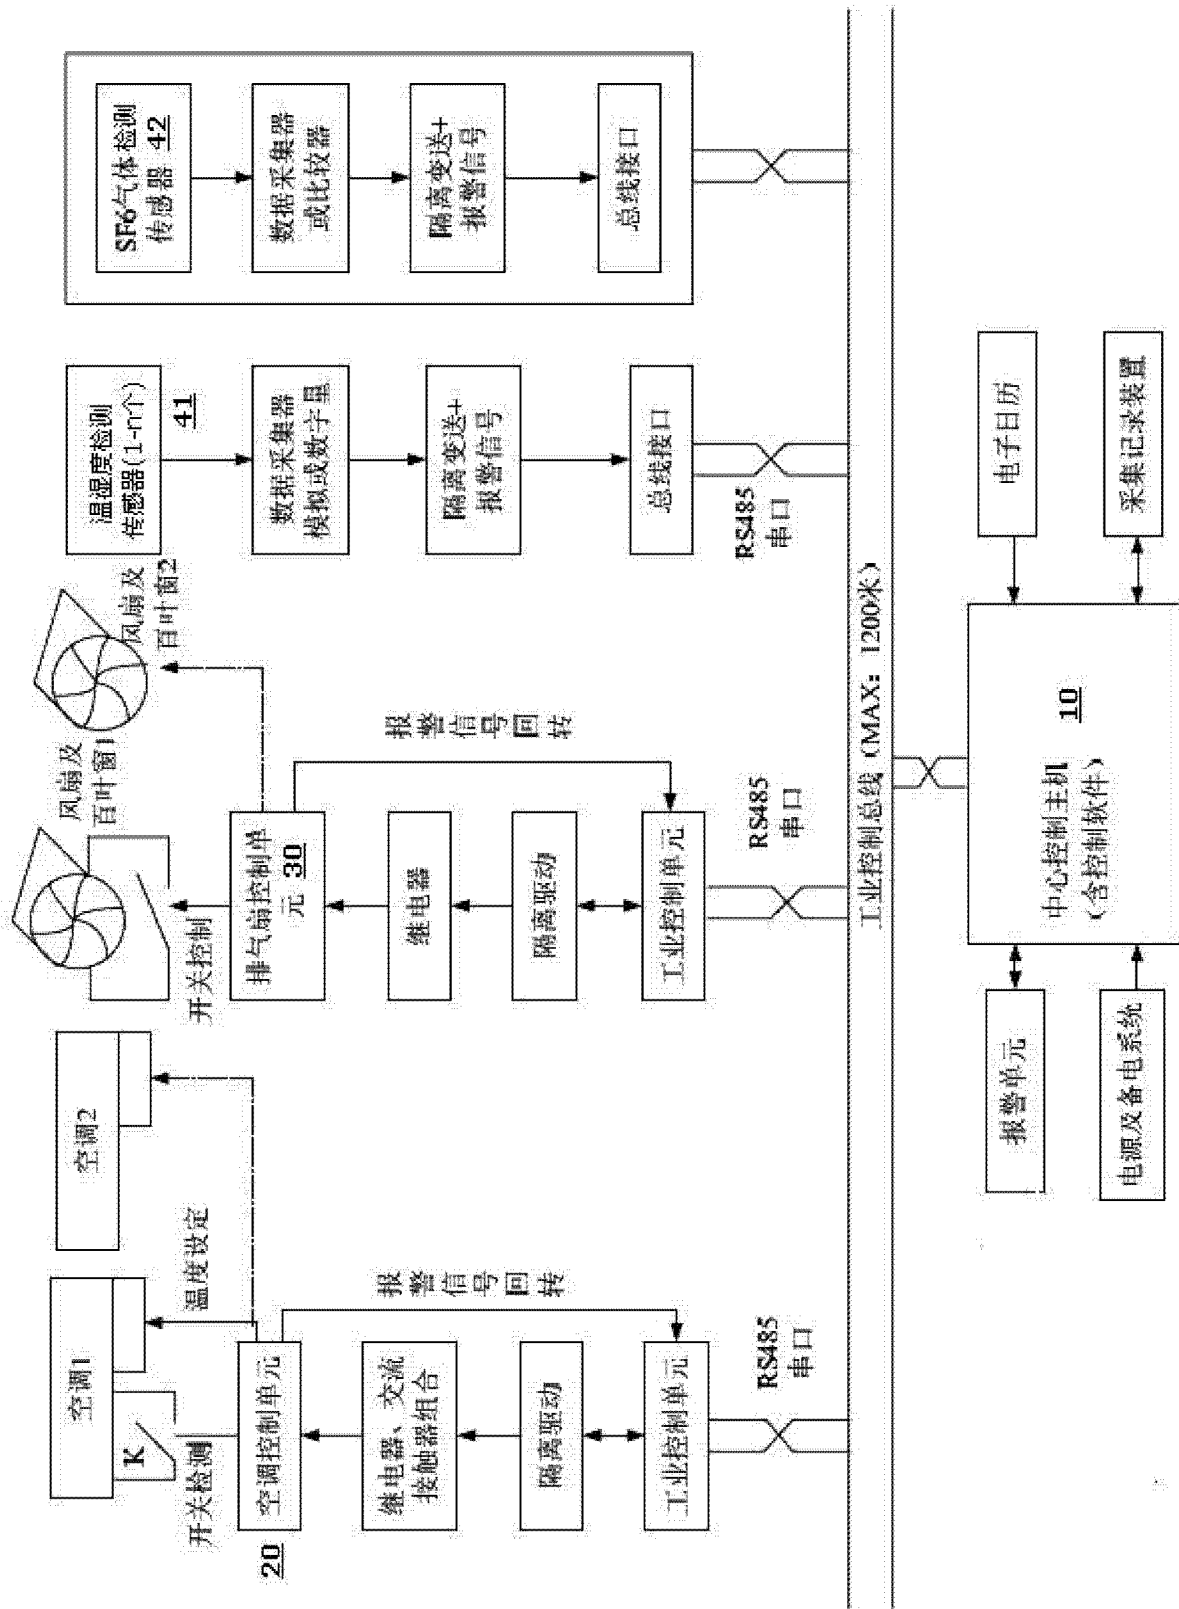 空调1
K
开关检测
温度设定
空调2
空调控制单元
20
继电器、交流
接触器组合
隔离驱动
工业控制单元
报警
信号
回转
RS485
串口
风扇及
百叶窗1
风扇及
百叶窗2
开关控制
排气扇控制单
元 30
继电器
隔离驱动
工业控制单元
报警
信号
回转
RS485
串口
温湿度检测
传感器(1-n个)
41
数据采集器
模拟或数字量
隔离变送+
报警信号
总线接口
RS485
串口
SF6气体检测
传感器 42
数据采集器
或比较器
隔离变送+
报警信号
总线接口
工业控制总线（MAX：1200米）
报警单元
电源及备电系统
中心控制主机 10
（含控制软件）
电子日历
采集记录装置